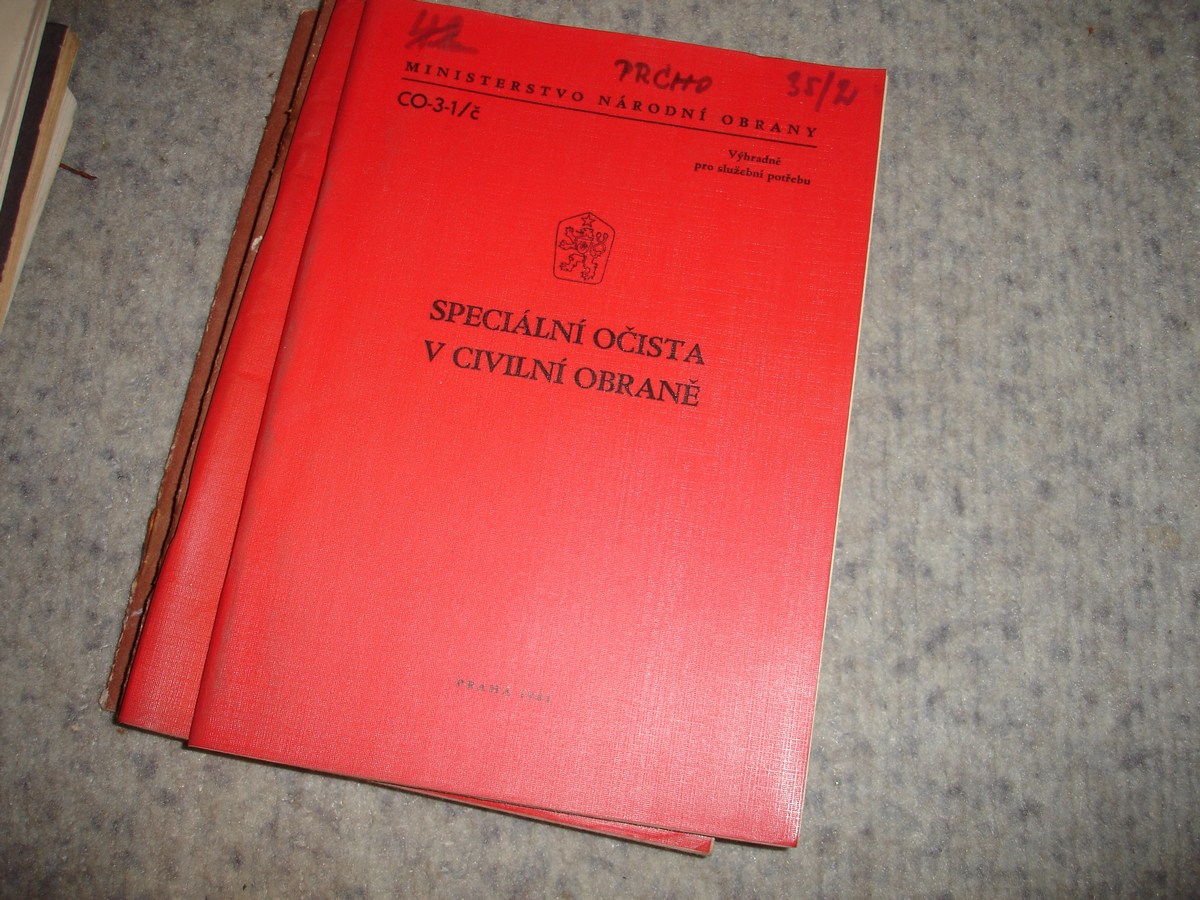 PRCHO 35/2
MINISTERSTVO NÁRODNÍ OBRANY
CO-3-1/č
Výhradně
pro služební potřebu
SPECIÁLNÍ OČISTA
V CIVILNÍ OBRANĚ
PRAHA